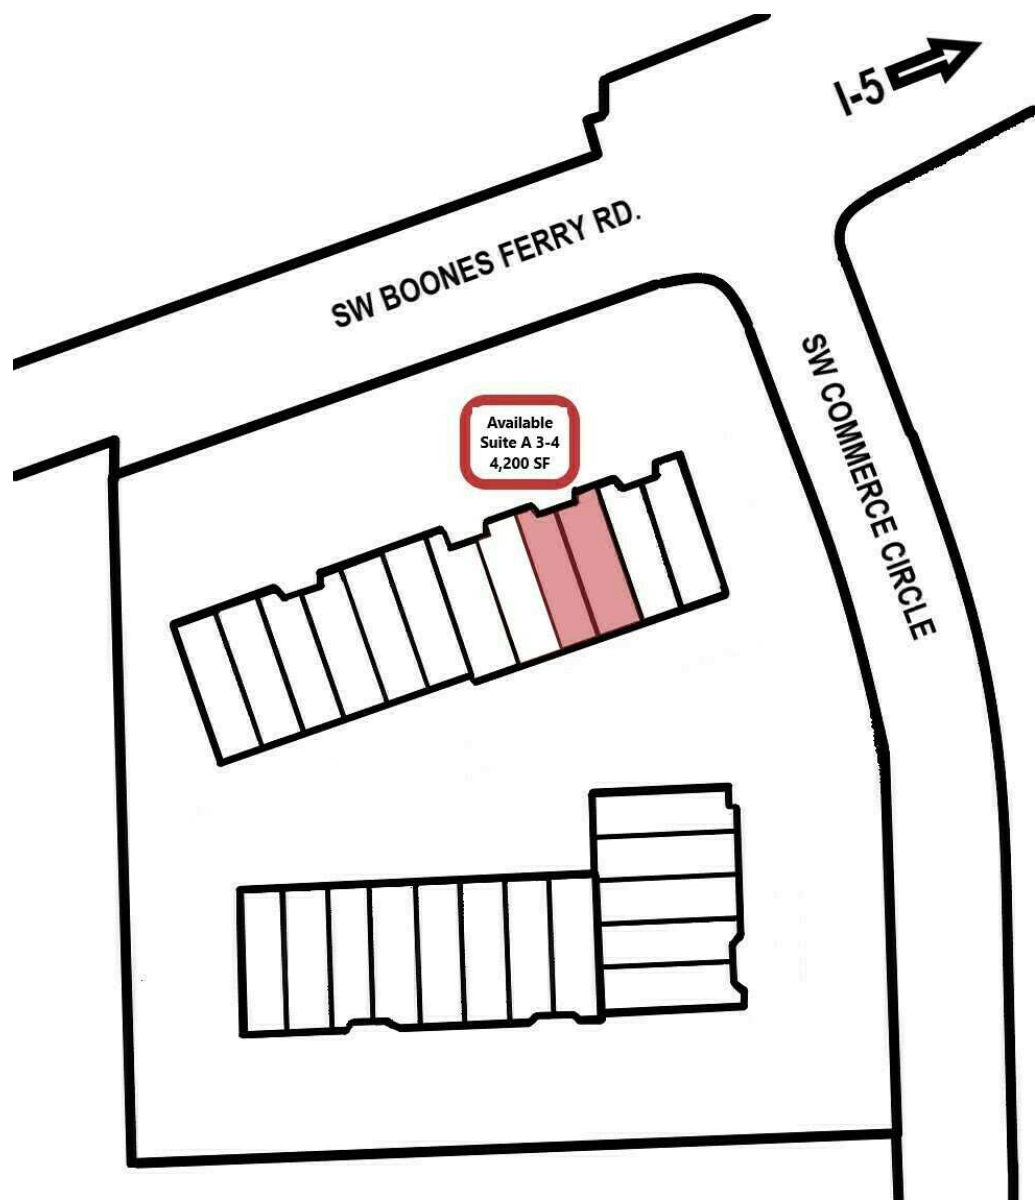 I-5
SW BOONES FERRY RD.
SW COMMERCE CIRCLE
Available
Suite A 3-4
4,200 SF